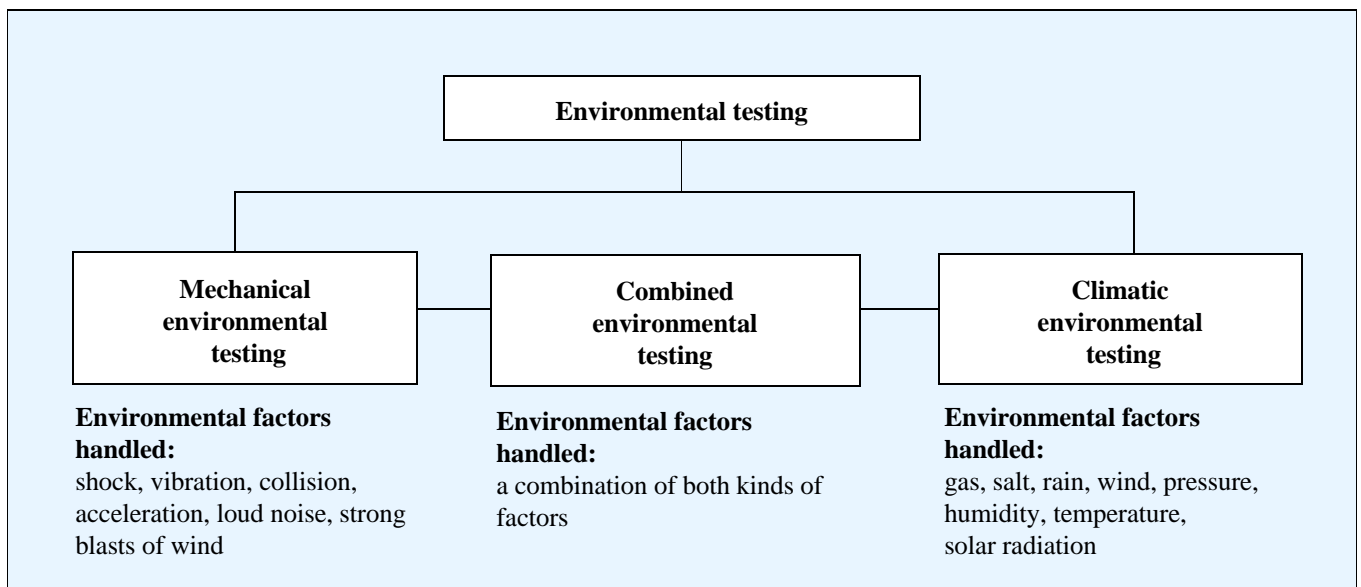 Environmental testing
Mechanical
environmental
testing
Environmental factors
handled:
shock, vibration, collision,
acceleration, loud noise, strong
blasts of wind
Combined
environmental
testing
Environmental factors
handled:
a combination of both kinds of
factors
Climatic
environmental
testing
Environmental factors
handled:
gas, salt, rain, wind, pressure,
humidity, temperature,
solar radiation